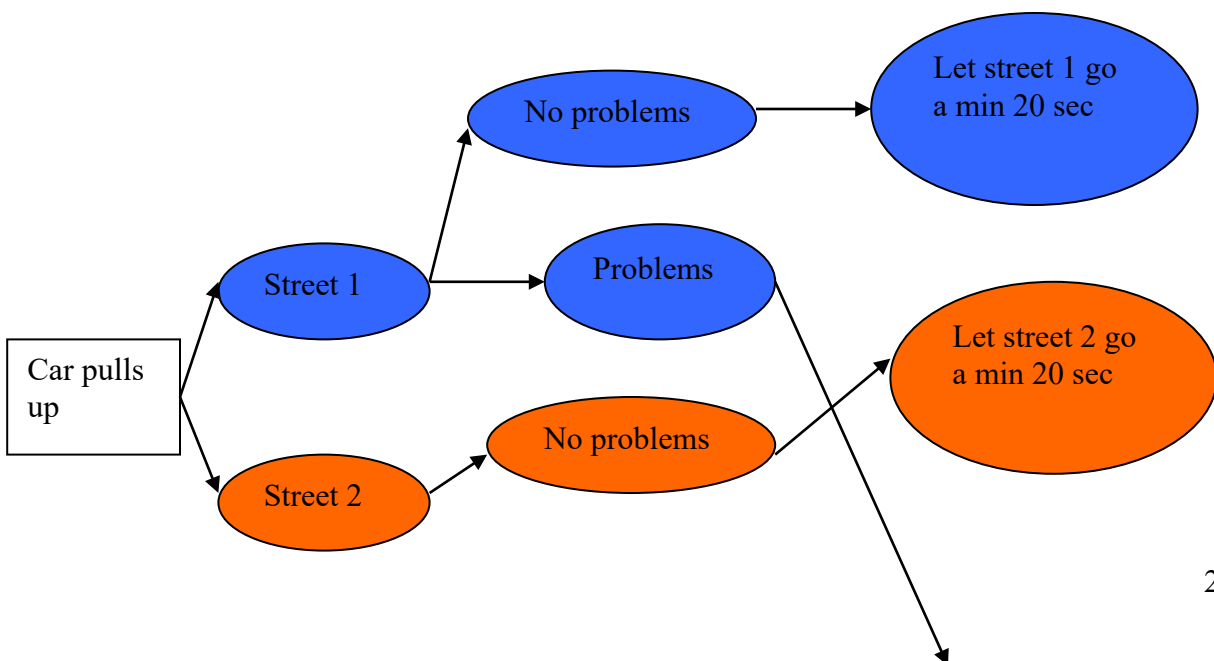 Let street 1 go
a min 20 sec
No problems
Problems
Street 1
Let street 2 go
a min 20 sec
Car pulls
up
No problems
Street 2
2